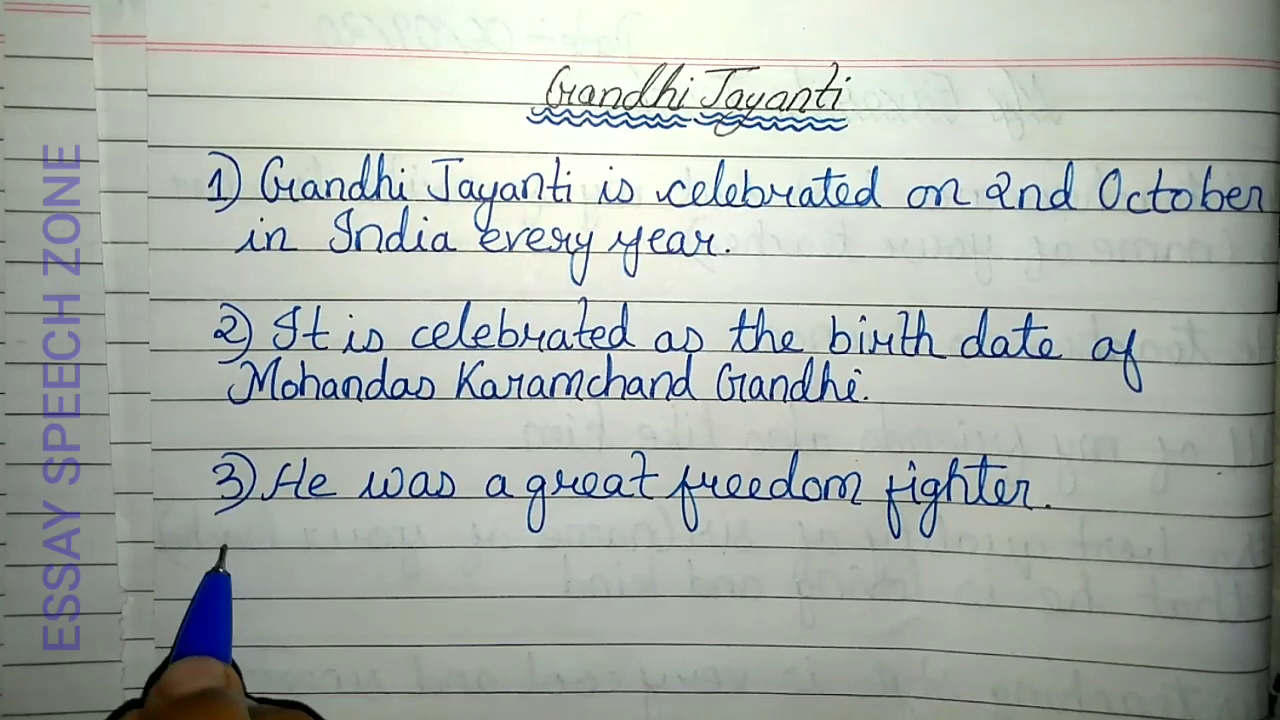 Gandhi Jayanti
1) Gandhi Jayanti is celebrated on 2nd October
in India every year.
2) It is celebrated as the birth date of
Mohandas Karamchand Gandhi.
3) He was a great freedom fighter.
ESSAY SPEECH ZONE